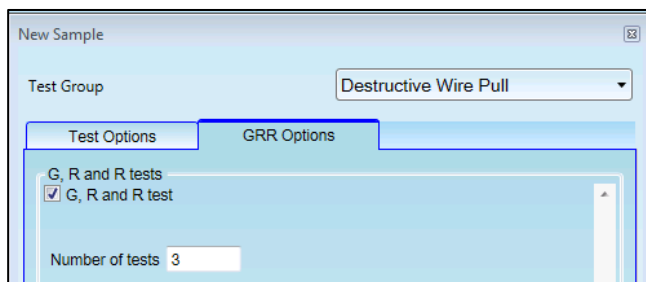 New Sample
Test Group Destructive Wire Pull
Test Options GRR Options
G, R and R tests
G, R and R test
Number of tests 3